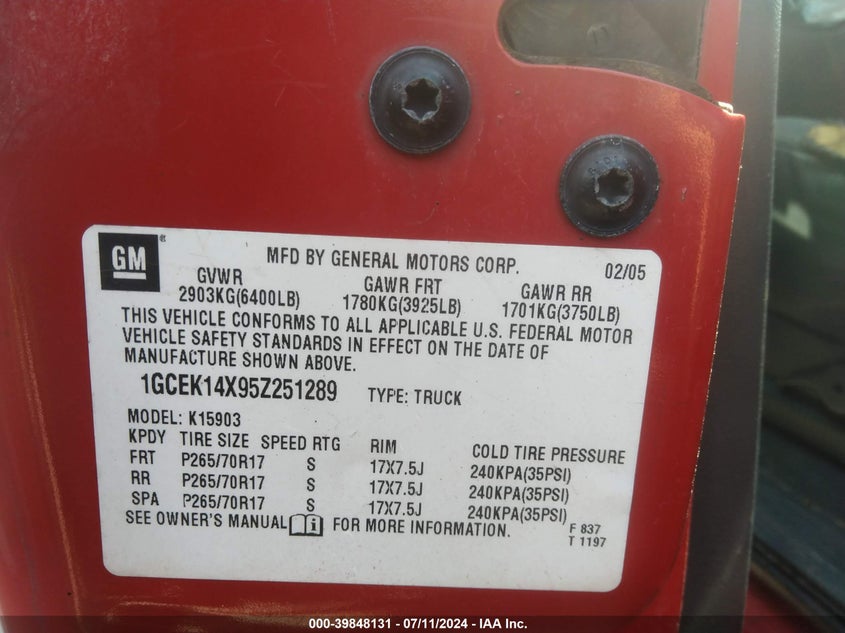 GM
MFD BY GENERAL MOTORS CORP. 02/05
GVWR GAWR FRT GAWR RR
2903KG(6400LB) 1780KG(3925LB) 1701KG(3750LB)
THIS VEHICLE CONFORMS TO ALL APPLICABLE U.S. FEDERAL MOTOR
VEHICLE SAFETY STANDARDS IN EFFECT ON THE DATE OF
MANUFACTURE SHOWN ABOVE.
1GCEK14X95Z251289 TYPE: TRUCK
MODEL: K15903
KPDY TIRE SIZE SPEED RTG RIM COLD TIRE PRESSURE
FRT P265/70R17 S 17X7.5J 240KPA(35PSI)
RR P265/70R17 S 17X7.5J 240KPA(35PSI)
SPA P265/70R17 S 17X7.5J 240KPA(35PSI)
SEE OWNER'S MANUAL FOR MORE INFORMATION.
F 837
T 1197
000-39848131 - 07/11/2024 - IAA Inc.